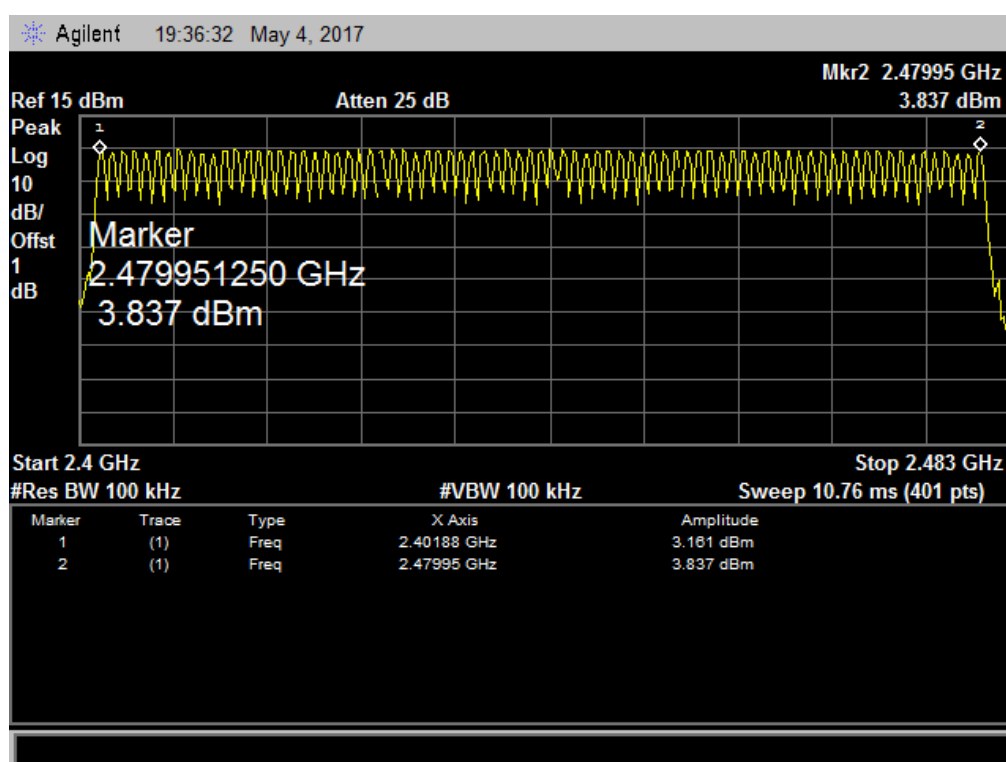 Agilent 19:36:32 May 4, 2017
Mkr2 2.47995 GHz
Ref 15 dBm Atten 25 dB 3.837 dBm
Peak
Log
10
dB/
Offst
1
dB
1
2
Marker
2.479951250 GHz
3.837 dBm
Start 2.4 GHz Stop 2.483 GHz
#Res BW 100 kHz #VBW 100 kHz Sweep 10.76 ms (401 pts)
Marker Trace Type X Axis Amplitude
1 (1) Freq 2.40188 GHz 3.161 dBm
2 (1) Freq 2.47995 GHz 3.837 dBm